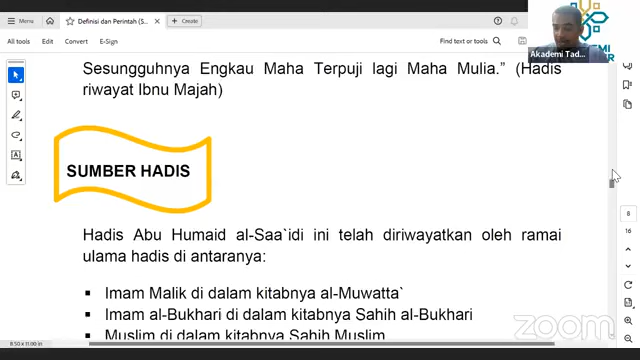 Menu
Definisi dan Perintah (S...
+ Create
All tools
Edit
Convert
E-Sign
Find text or tools
Akademi Tad...
Sesungguhnya Engkau Maha Terpuji lagi Maha Mulia.” (Hadis
riwayat Ibnu Majah)
SUMBER HADIS
Hadis Abu Humaid al-Saa`idi ini telah diriwayatkan oleh ramai
ulama hadis di antaranya:
▪ Imam Malik di dalam kitabnya al-Muwatta`
▪ Imam al-Bukhari di dalam kitabnya Sahih al-Bukhari
▪ Muslim di dalam kitabnya Sahih Muslim
8
16
8.50 x 11.00 in
zoom